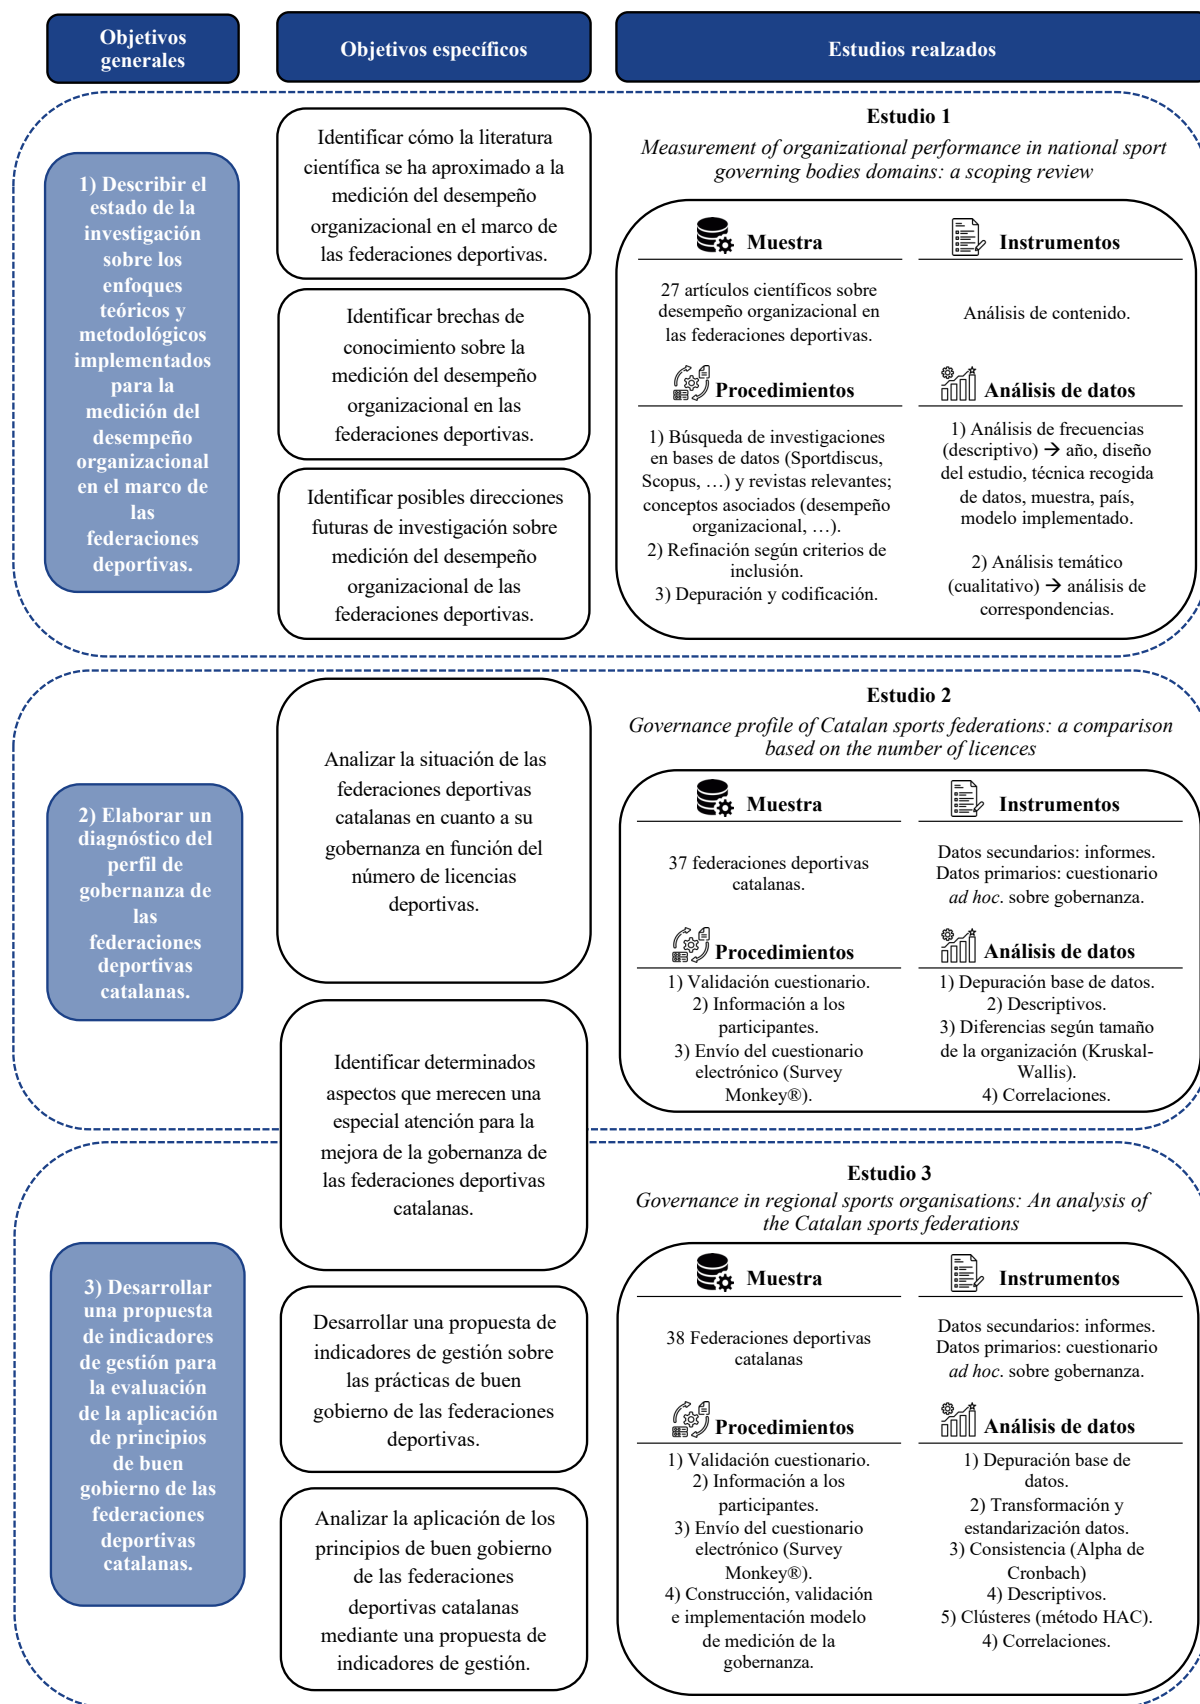 Objetivos
generales
Objetivos específicos
Estudios realzados
1) Describir el
estado de la
investigación
sobre los
enfoques
teóricos y
metodológicos
implementados
para la
medición del
desempeño
organizacional
en el marco de
las
federaciones
deportivas.
Identificar cómo la literatura
científica se ha aproximado a la
medición del desempeño
organizacional en el marco de
las federaciones deportivas.
Identificar brechas de
conocimiento sobre la
medición del desempeño
organizacional en las
federaciones deportivas.
Identificar posibles direcciones
futuras de investigación sobre
medición del desempeño
organizacional de las
federaciones deportivas.
Estudio 1
Measurement of organizational performance in national sport
governing bodies domains: a scoping review
Muestra
27 artículos científicos sobre
desempeño organizacional en
las federaciones deportivas.
Instrumentos
Análisis de contenido.
Procedimientos
1) Búsqueda de investigaciones
en bases de datos (Sportdiscus,
Scopus, …) y revistas relevantes;
conceptos asociados (desempeño
organizacional, …).
2) Refinación según criterios de
inclusión.
3) Depuración y codificación.
Análisis de datos
1) Análisis de frecuencias
(descriptivo) → año, diseño
del estudio, técnica recogida
de datos, muestra, país,
modelo implementado.
2) Análisis temático
(cualitativo) → análisis de
correspondencias.
2) Elaborar un
diagnóstico del
perfil de
gobernanza de
las
federaciones
deportivas
catalanas.
Analizar la situación de las
federaciones deportivas
catalanas en cuanto a su
gobernanza en función del
número de licencias
deportivas.
Identificar determinados
aspectos que merecen una
especial atención para la
mejora de la gobernanza de
las federaciones deportivas
catalanas.
Estudio 2
Governance profile of Catalan sports federations: a comparison
based on the number of licences
Muestra
37 federaciones deportivas
catalanas.
Instrumentos
Datos secundarios: informes.
Datos primarios: cuestionario
ad hoc. sobre gobernanza.
Procedimientos
1) Validación cuestionario.
2) Información a los
participantes.
3) Envío del cuestionario
electrónico (Survey
Monkey®).
Análisis de datos
1) Depuración base de datos.
2) Descriptivos.
3) Diferencias según tamaño
de la organización (Kruskal-
Wallis).
4) Correlaciones.
3) Desarrollar
una propuesta
de indicadores
de gestión para
la evaluación
de la aplicación
de principios
de buen
gobierno de las
federaciones
deportivas
catalanas.
Desarrollar una propuesta de
indicadores de gestión sobre
las prácticas de buen
gobierno de las federaciones
deportivas.
Analizar la aplicación de los
principios de buen gobierno
de las federaciones
deportivas catalanas
mediante una propuesta de
indicadores de gestión.
Estudio 3
Governance in regional sports organisations: An analysis of
the Catalan sports federations
Muestra
38 Federaciones deportivas
catalanas
Instrumentos
Datos secundarios: informes.
Datos primarios: cuestionario
ad hoc. sobre gobernanza.
Procedimientos
1) Validación cuestionario.
2) Información a los
participantes.
3) Envío del cuestionario
electrónico (Survey
Monkey®).
4) Construcción, validación
e implementación modelo
de medición de la
gobernanza.
Análisis de datos
1) Depuración base de
datos.
2) Transformación y
estandarización datos.
3) Consistencia (Alpha de
Cronbach)
4) Descriptivos.
5) Clústeres (método HAC).
4) Correlaciones.